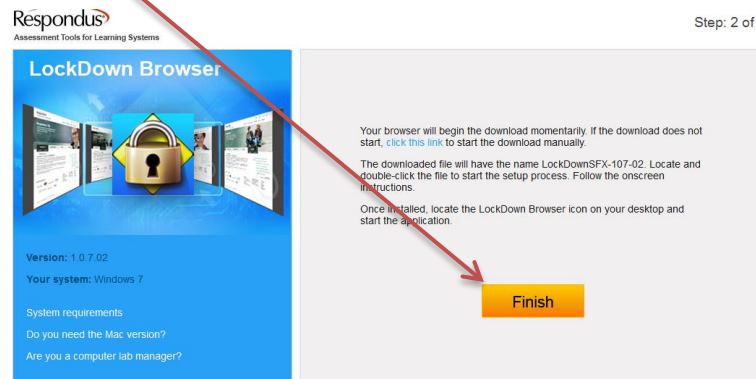 Respondus
Step: 2 of
Assessment Tools for Learning Systems
LockDown Browser
Your browser will begin the download momentarily. If the download does not
start, click this link to start the download manually.
The downloaded file will have the name LockDownSFX-107-02. Locate and
double-click the file to start the setup process. Follow the onscreen
instructions.
Once installed, locate the LockDown Browser icon on your desktop and
start the application.
Version: 1.0.7.02
Your system: Windows 7
Finish
System requirements
Do you need the Mac version?
Are you a computer lab manager?